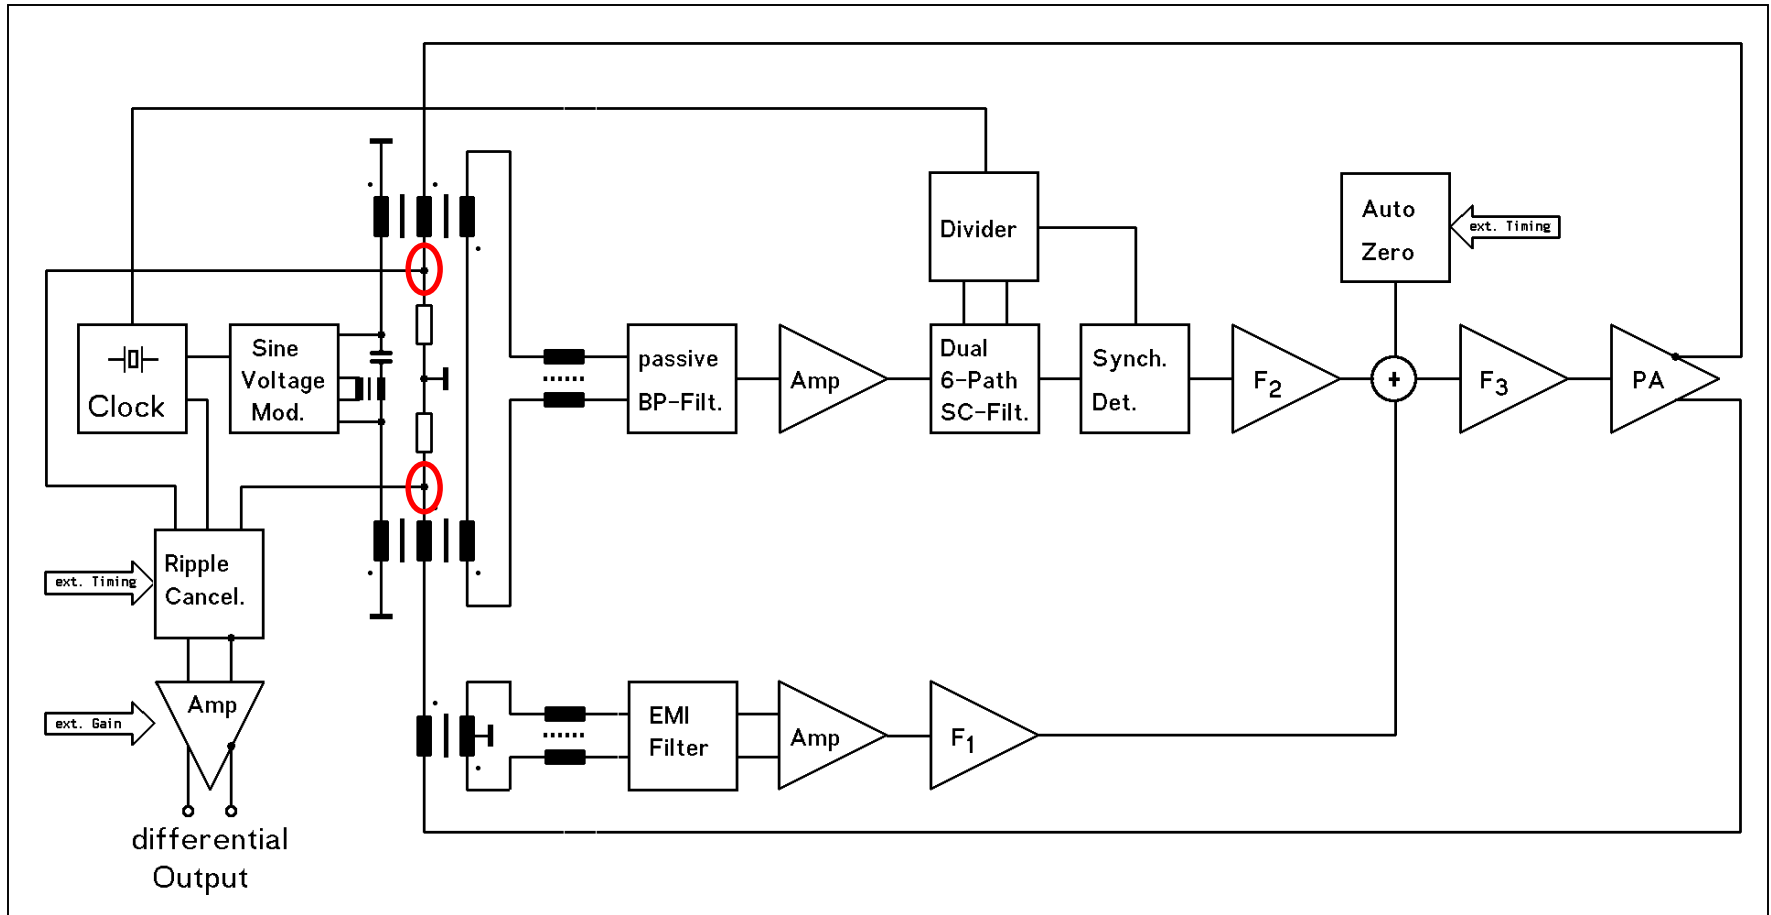 Divider
Auto
Zero
ext. Timing
Clock
Sine
Voltage
Mod.
passive
BP-Filt.
Amp
Dual
6-Path
SC-Filt.
Synch.
Det.
F2
+
F3
PA
Ripple
Cancel.
ext. Timing
Amp
ext. Gain
EMI
Filter
Amp
F1
differential
Output